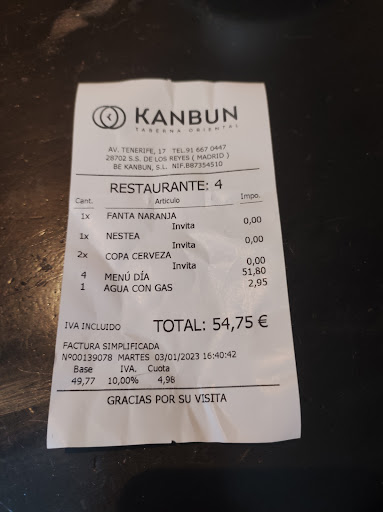 KANBUN
TABERNA ORIENTAL
AV. TENERIFE, 17 TEL.91 667 0447
28702 S.S. DE LOS REYES ( MADRID )
BE KANBUN, S.L. NIF.B87354510
RESTAURANTE: 4
Cant. Articulo Impo.
1x FANTA NARANJA
Invita 0,00
1x NESTEA
Invita 0,00
2x COPA CERVEZA
Invita 0,00
4 MENÚ DÍA 51,80
1 AGUA CON GAS 2,95
IVA INCLUIDO TOTAL: 54,75 €
FACTURA SIMPLIFICADA
Nº00139078 MARTES 03/01/2023 16:40:42
Base IVA. Cuota
49,77 10,00% 4,98
GRACIAS POR SU VISITA